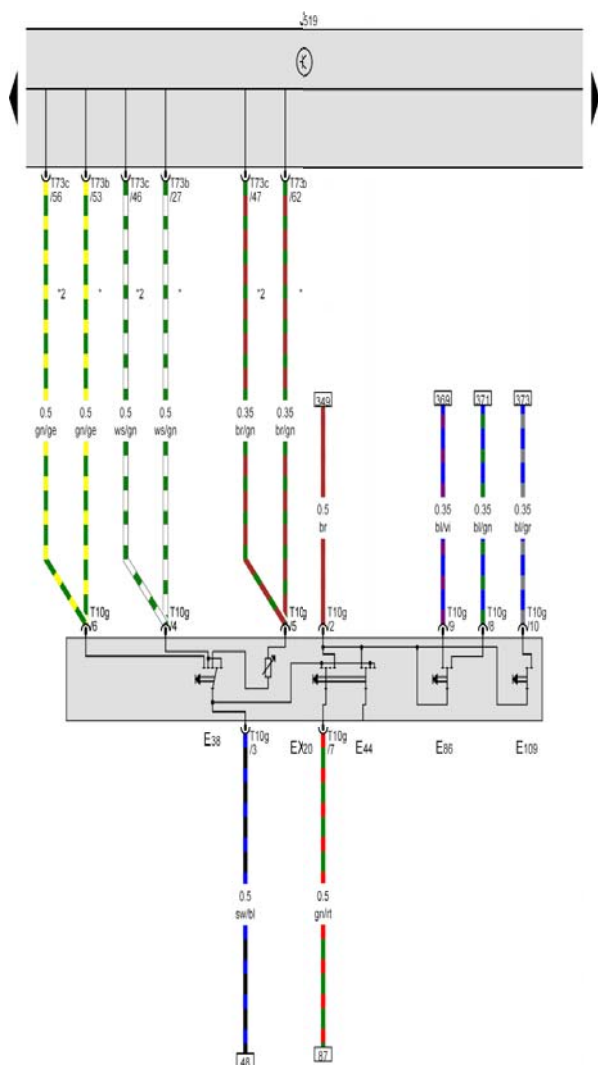 J519
T73c T73b T73c T73b T73c T73b
/56 /53 /46 /27 /47 /62
*2 * *2 * *2 *
349 369 371 373
0.5 0.5 0.5 0.5 0.35 0.35
gn/ge gn/ge ws/gn ws/gn br/gn br/gn
0.5 0.35 0.35 0.35
br bl/vi bl/gn bl/gr
T10g T10g T10g T10g T10g T10g T10g
/6 /4 /5 /2 /9 /8 /10
E38 T10g EX20 T10g E44 E86 E109
/3 /7
0.5 0.5
sw/bl gn/rt
48 87